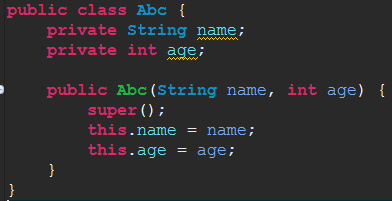 public class Abc {
    private String name;
    private int age;

    public Abc(String name, int age) {
        super();
        this.name = name;
        this.age = age;
    }
}